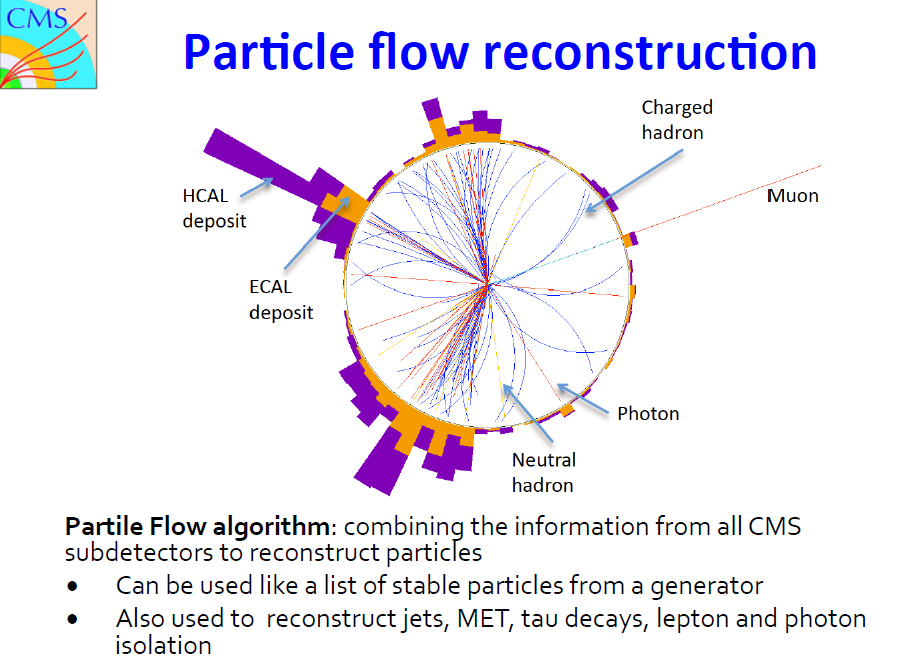 CMS
Particle flow reconstruction
Charged
hadron
HCAL
deposit
Muon
ECAL
deposit
Photon
Neutral
hadron
Partile Flow algorithm: combining the information from all CMS
subdetectors to reconstruct particles
• Can be used like a list of stable particles from a generator
• Also used to  reconstruct jets, MET, tau decays, lepton and photon
isolation